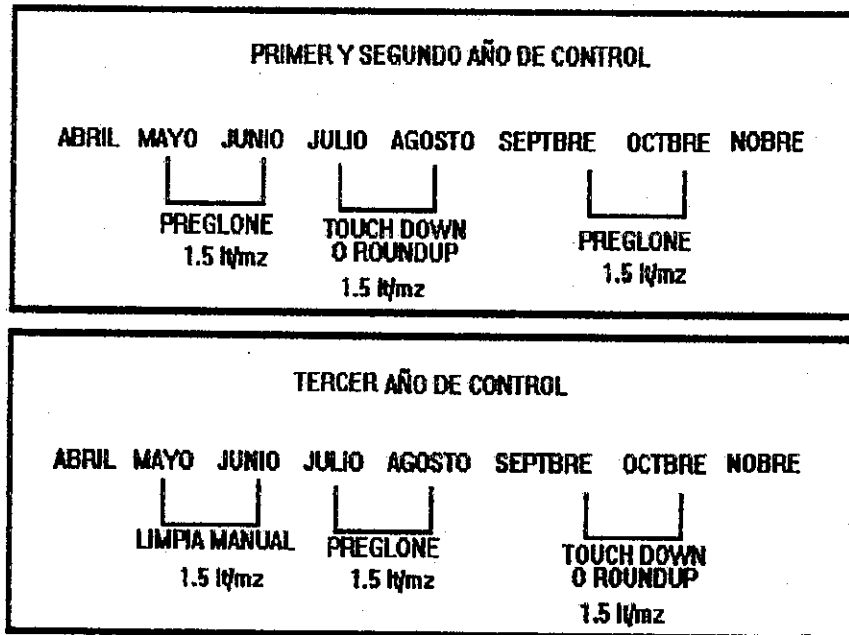 PRIMER Y SEGUNDO AÑO DE CONTROL
ABRIL MAYO JUNIO JULIO AGOSTO SEPTBRE OCTBRE NOBRE
PREGLONE
1.5 lt/mz
TOUCH DOWN
O ROUNDUP
1.5 lt/mz
PREGLONE
1.5 lt/mz
TERCER AÑO DE CONTROL
ABRIL MAYO JUNIO JULIO AGOSTO SEPTBRE OCTBRE NOBRE
LIMPIA MANUAL
1.5 lt/mz
PREGLONE
1.5 lt/mz
TOUCH DOWN
O ROUNDUP
1.5 lt/mz